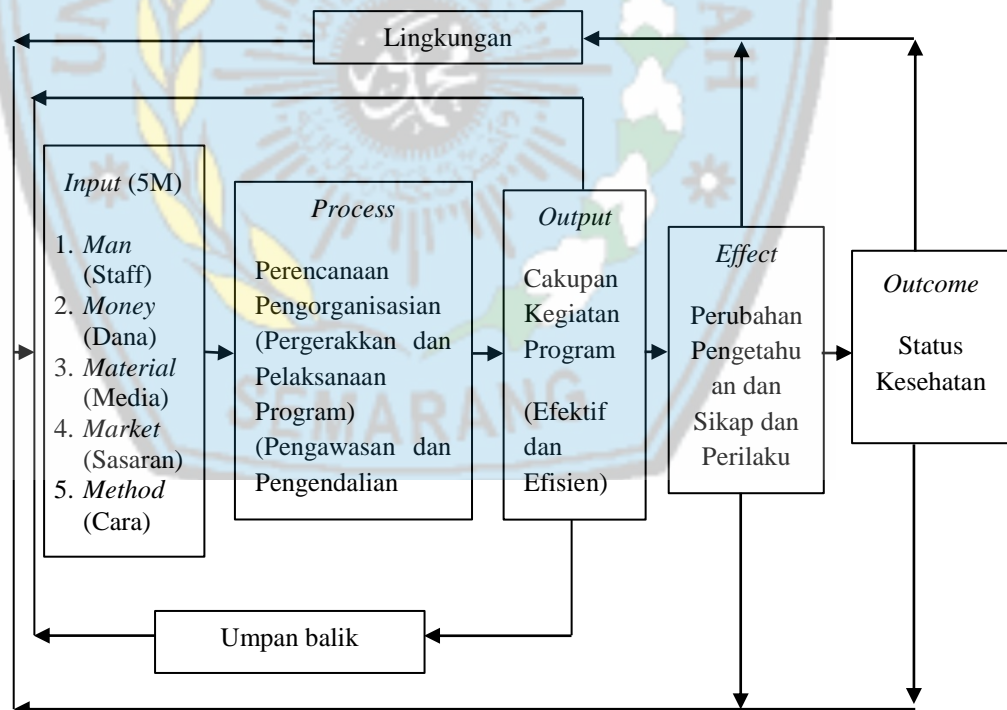 Lingkungan
Input (5M)
1. Man
(Staff)
2. Money
(Dana)
3. Material
(Media)
4. Market
(Sasaran)
5. Method
(Cara)
Process
Perencanaan
Pengorganisasian
(Pergerakkan dan
Pelaksanaan
Program)
(Pengawasan dan
Pengendalian
Output
Cakupan
Kegiatan
Program
(Efektif
dan
Efisien)
Effect
Perubahan
Pengetahu
an dan
Sikap dan
Perilaku
Outcome
Status
Kesehatan
Umpan balik
SEMARANG